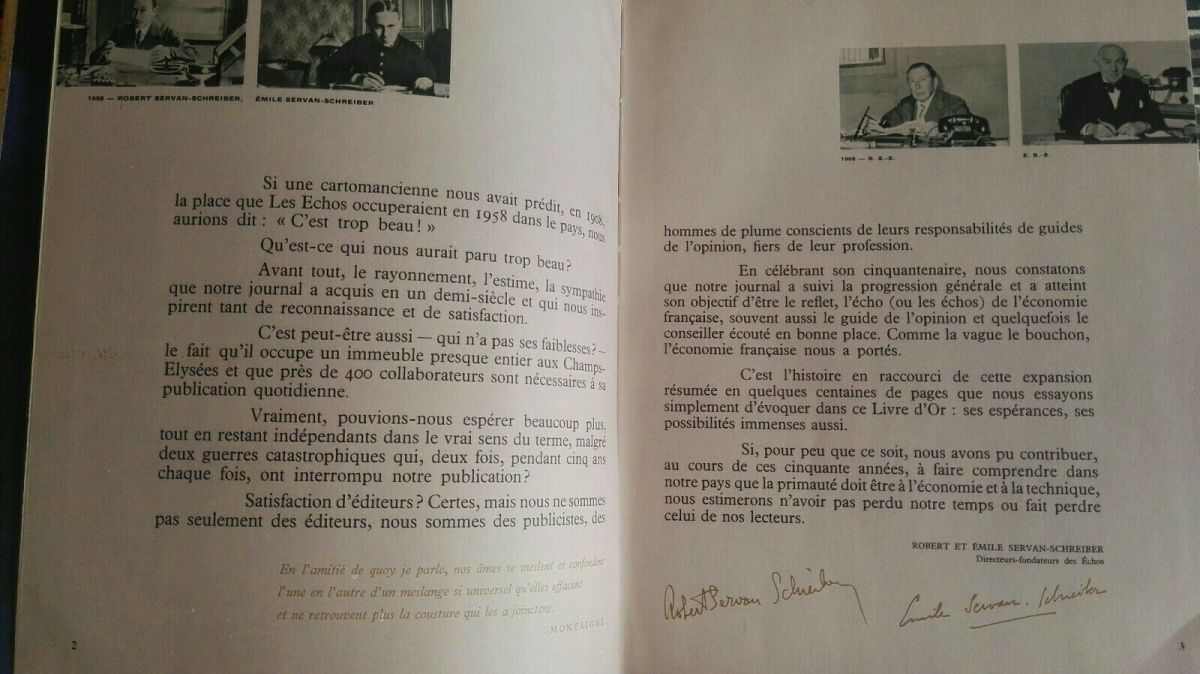 1908 — ROBERT SERVAN-SCHREIBER, ÉMILE SERVAN-SCHREIBER
Si une cartomancienne nous avait prédit, en 1908,
la place que Les Echos occuperaient en 1958 dans le pays, nous
aurions dit : « C'est trop beau! »
Qu'est-ce qui nous aurait paru trop beau?
Avant tout, le rayonnement, l'estime, la sympathie
que notre journal a acquis en un demi-siècle et qui nous ins-
pirent tant de reconnaissance et de satisfaction.
C'est peut-être aussi — qui n'a pas ses faiblesses? —
le fait qu'il occupe un immeuble presque entier aux Champs-
Elysées et que près de 400 collaborateurs sont nécessaires à sa
publication quotidienne.
Vraiment, pouvions-nous espérer beaucoup plus,
tout en restant indépendants dans le vrai sens du terme, malgré
deux guerres catastrophiques qui, deux fois, pendant cinq ans
chaque fois, ont interrompu notre publication?
Satisfaction d'éditeurs? Certes, mais nous ne sommes
pas seulement des éditeurs, nous sommes des publicistes, des
En l'amitié de quoy je parle, nos âmes se meslent et confondent
l'une en l'autre d'un meslange si universel qu'elles effacent
et ne retrouvent plus la cousture qui les a joinctent.
MONTAIGNE
2
1958 — R. S.-S. E. S.-S.
hommes de plume conscients de leurs responsabilités de guides
de l'opinion, fiers de leur profession.
En célébrant son cinquantenaire, nous constatons
que notre journal a suivi la progression générale et a atteint
son objectif d'être le reflet, l'écho (ou les échos) de l'économie
française, souvent aussi le guide de l'opinion et quelquefois le
conseiller écouté en bonne place. Comme la vague le bouchon,
l'économie française nous a portés.
C'est l'histoire en raccourci de cette expansion
résumée en quelques centaines de pages que nous essayons
simplement d'évoquer dans ce Livre d'Or : ses espérances, ses
possibilités immenses aussi.
Si, pour peu que ce soit, nous avons pu contribuer,
au cours de ces cinquante années, à faire comprendre dans
notre pays que la primauté doit être à l'économie et à la technique,
nous estimerons n'avoir pas perdu notre temps ou fait perdre
celui de nos lecteurs.
ROBERT ET ÉMILE SERVAN-SCHREIBER
Directeurs-fondateurs des Échos
Robert Servan Schreiber
Emile Servan-Schreiber
3